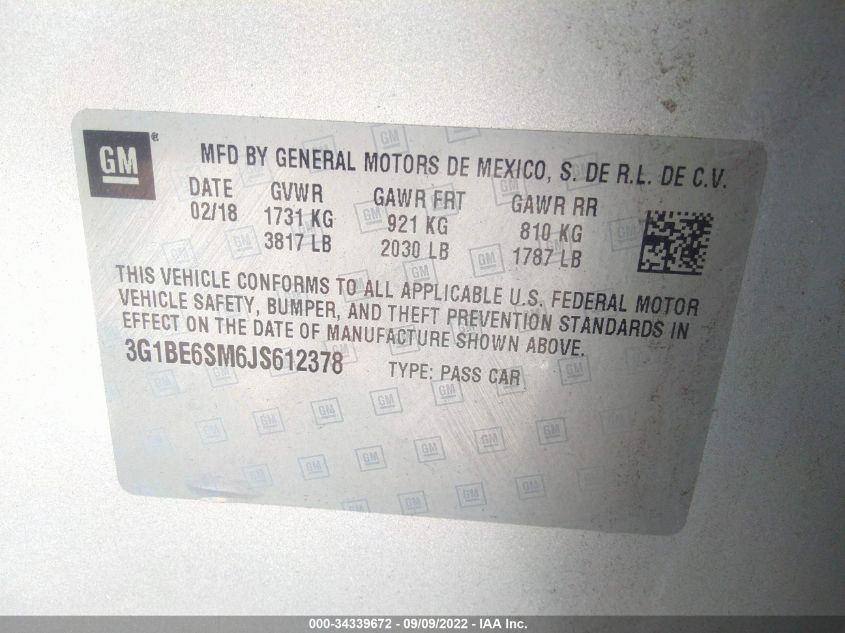 GM ®
MFD BY GENERAL MOTORS DE MEXICO, S. DE R.L. DE C.V.
DATE GVWR GAWR FRT GAWR RR
02/18 1731 KG 921 KG 810 KG
3817 LB 2030 LB 1787 LB
THIS VEHICLE CONFORMS TO ALL APPLICABLE U.S. FEDERAL MOTOR
VEHICLE SAFETY, BUMPER, AND THEFT PREVENTION STANDARDS IN
EFFECT ON THE DATE OF MANUFACTURE SHOWN ABOVE.
3G1BE6SM6JS612378 TYPE: PASS CAR
000-34339672 - 09/09/2022 - IAA Inc.